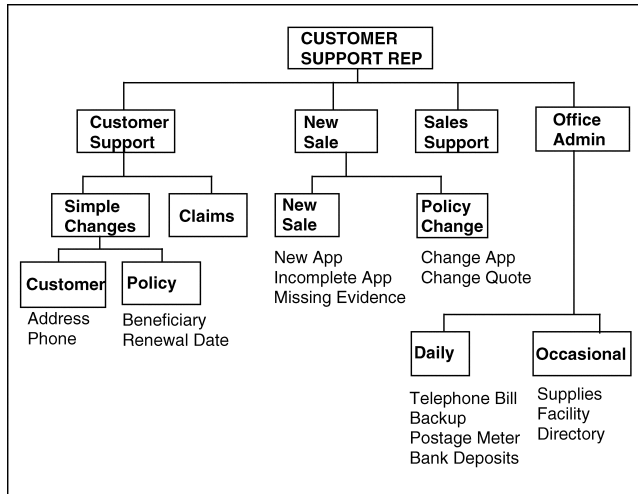 CUSTOMER
SUPPORT REP
Customer
Support
New
Sale
Sales
Support
Office
Admin
Simple
Changes
Claims
New
Sale
Policy
Change
New App
Incomplete App
Missing Evidence
Change App
Change Quote
Customer
Policy
Address
Phone
Beneficiary
Renewal Date
Daily
Occasional
Telephone Bill
Backup
Postage Meter
Bank Deposits
Supplies
Facility
Directory